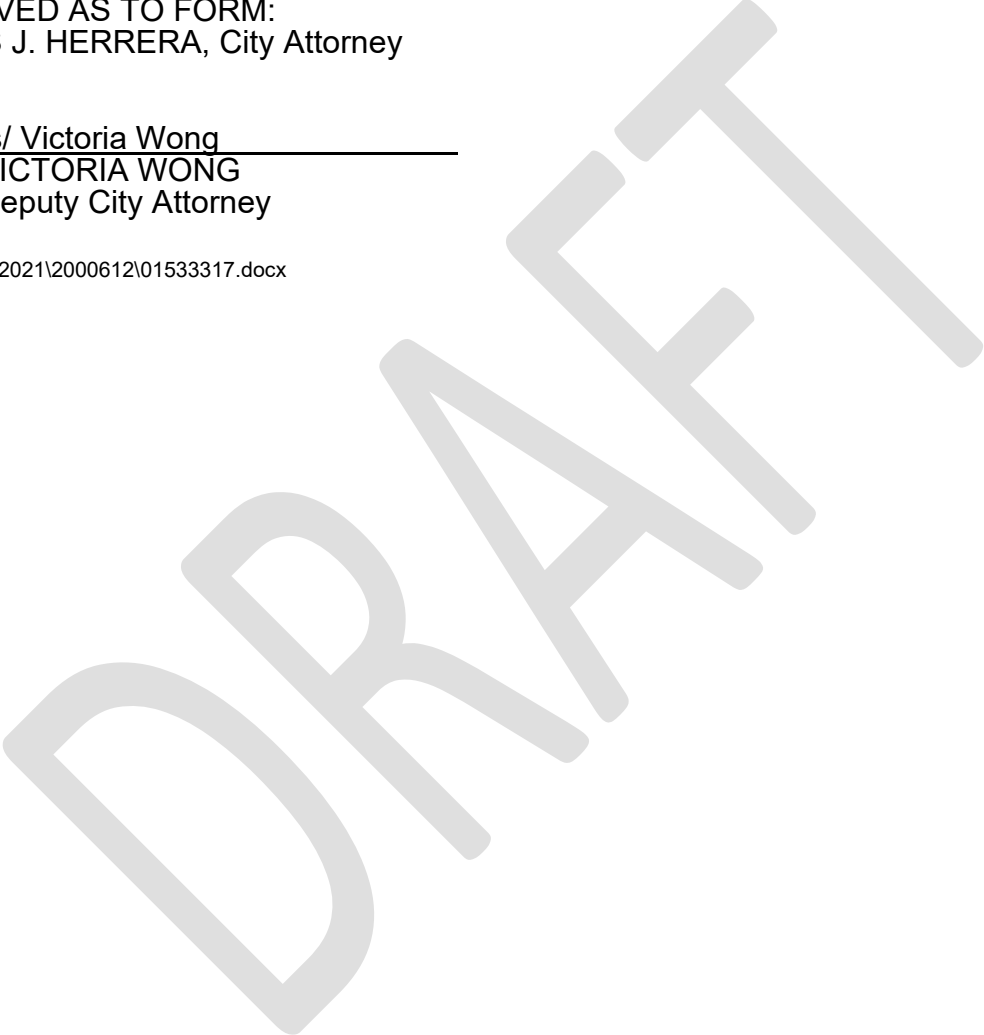 VED AS TO FORM:
S J. HERRERA, City Attorney
s/ Victoria Wong
ICTORIA WONG
eputy City Attorney
2021\2000612\01533317.docx
DRAFT